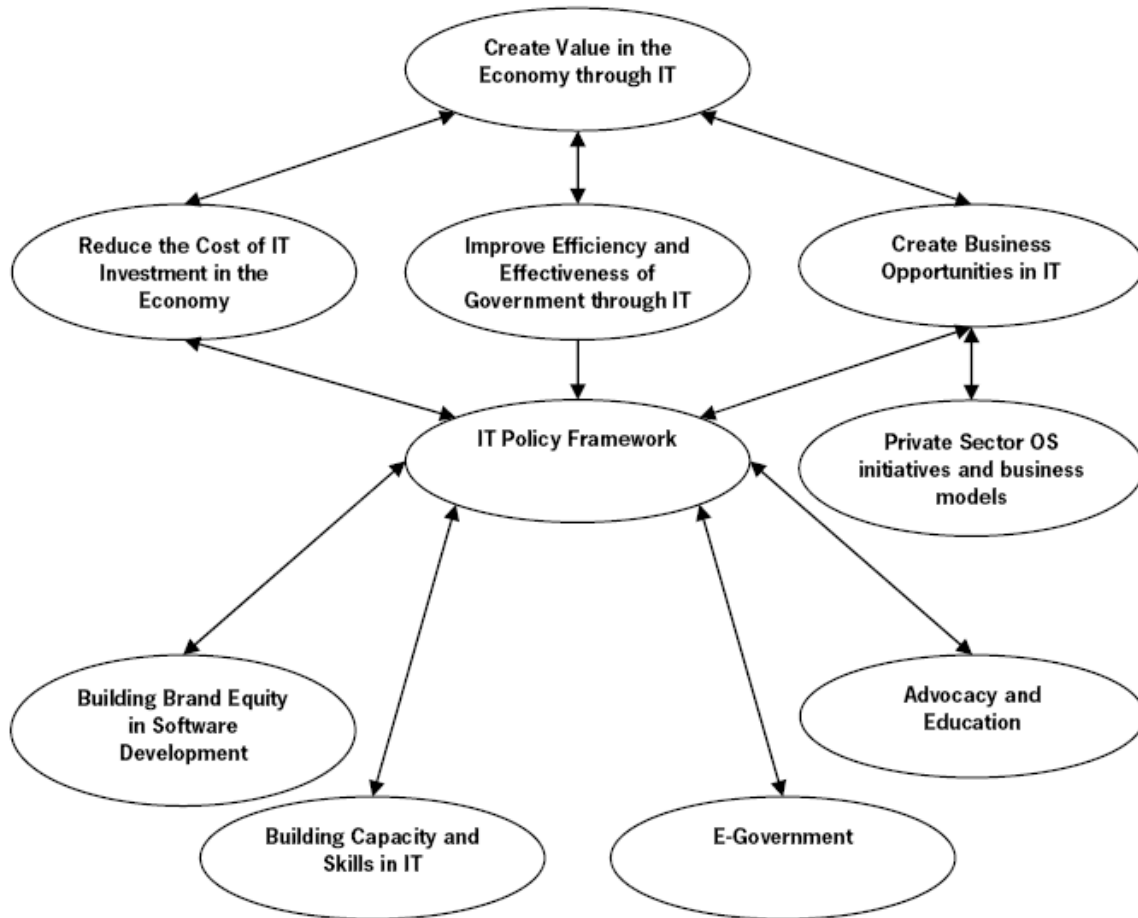 Create Value in the
Economy through IT
Reduce the Cost of IT
Investment in the
Economy
Improve Efficiency and
Effectiveness of
Government through IT
Create Business
Opportunities in IT
IT Policy Framework
Private Sector OS
initiatives and business
models
Building Brand Equity
in Software
Development
Advocacy and
Education
Building Capacity and
Skills in IT
E-Government